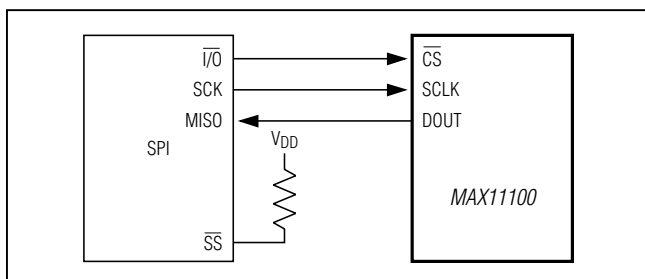 I/O
CS
SCK
SCLK
MISO
DOUT
VDD
SPI
MAX11100
SS